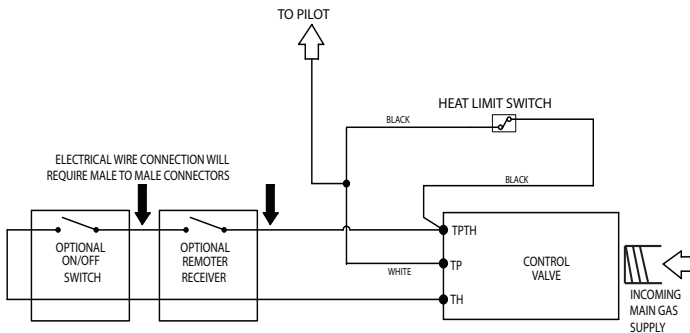 TO PILOT
HEAT LIMIT SWITCH
BLACK
ELECTRICAL WIRE CONNECTION WILL
REQUIRE MALE TO MALE CONNECTORS
BLACK
OPTIONAL
ON/OFF
SWITCH
OPTIONAL
REMOTER
RECEIVER
TPTH
TP
WHITE
TH
CONTROL
VALVE
INCOMING
MAIN GAS
SUPPLY